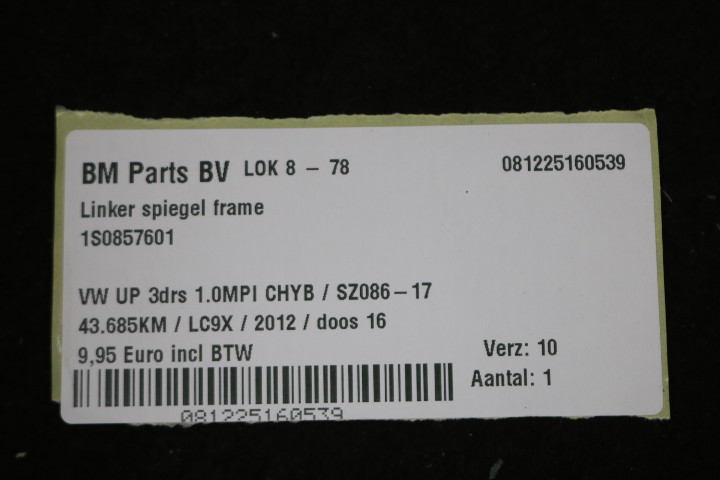 BM Parts BV LOK 8 – 78 081225160539
Linker spiegel frame
1S0857601
VW UP 3drs 1.0MPI CHYB / SZ086–17
43.685KM / LC9X / 2012 / doos 16
9,95 Euro incl BTW Verz: 10
Aantal: 1
081225160539